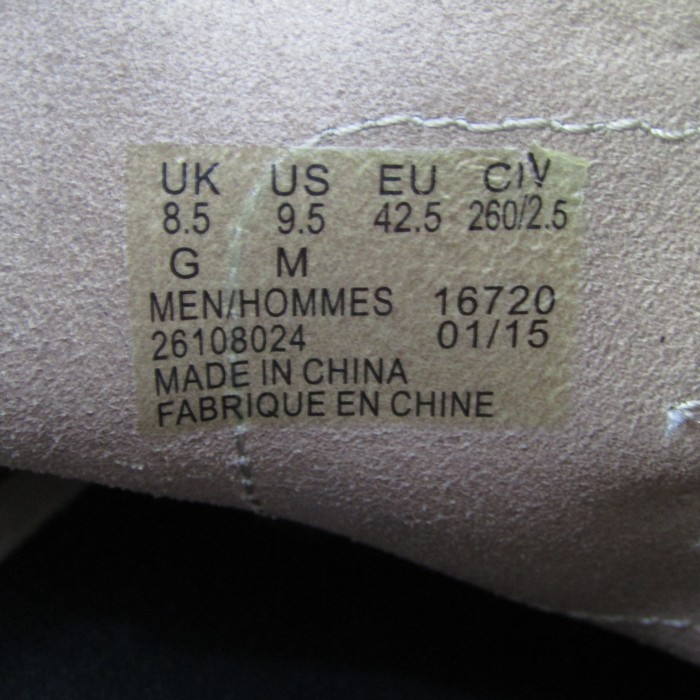 UK US EU CN
8.5 9.5 42.5 260/2.5
G M
MEN/HOMMES 16720
26108024 01/15
MADE IN CHINA
FABRIQUE EN CHINE